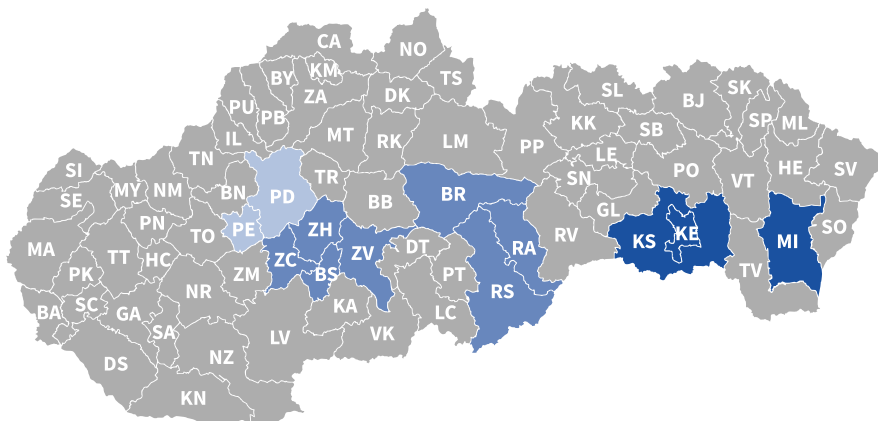 CA
NO
BY
KM
TS
ZA
DK
PU
PB
SL
BJ
SK
SP
ML
KK
SB
IL
MT
RK
LM
PP
TN
LE
SI
TR
SN
PO
VT
HE
SV
MY
NM
BN
PD
BB
BR
SE
GL
PN
TO
PE
ZH
RV
SO
MA
TT
HC
ZC
ZV
DT
RA
KS
KE
MI
PK
ZM
BS
PT
TV
NR
RS
BA
SC
GA
KA
LC
SA
LV
VK
DS
NZ
KN